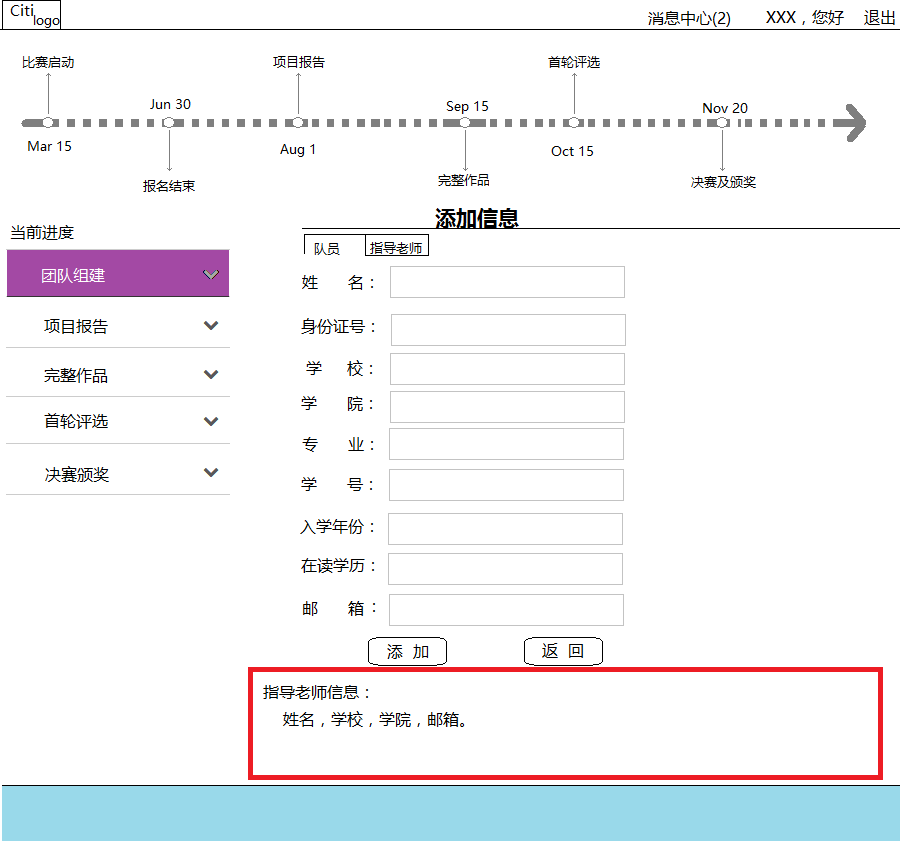 Citi
logo
消息中心(2) XXX，您好 退出
比赛启动 项目报告 首轮评选
Jun 30 Sep 15 Nov 20
Mar 15 Aug 1 Oct 15
报名结束 完整作品 决赛及颁奖
添加信息
当前进度
团队组建
项目报告
完整作品
首轮评选
决赛颁奖
队员 指导老师
姓 名：
身份证号：
学 校：
学 院：
专 业：
学 号：
入学年份：
在读学历：
邮 箱：
添 加 返 回
指导老师信息：
姓名，学校，学院，邮箱。